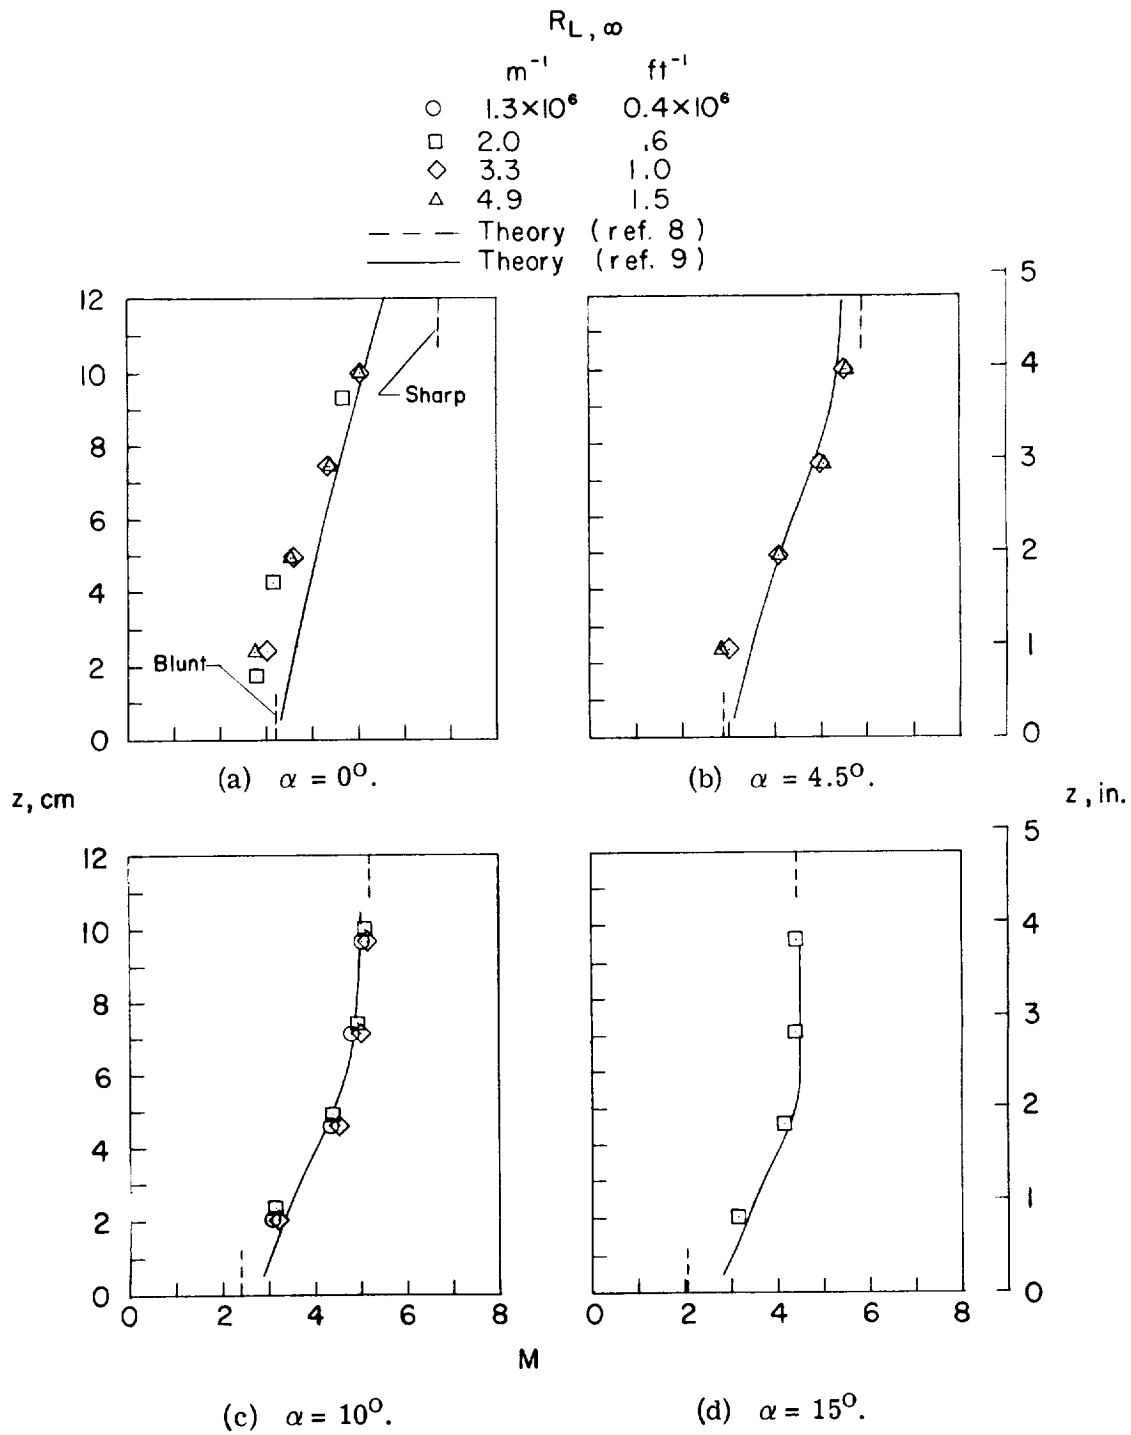 R_L,∞
m⁻¹ ft⁻¹
○ 1.3×10⁶ 0.4×10⁶
□ 2.0 .6
◇ 3.3 1.0
△ 4.9 1.5
Theory (ref. 8)
Theory (ref. 9)
12
10
8
6
4
2
0
Sharp
Blunt
(a) α = 0°.
5
4
3
2
1
0
(b) α = 4.5°.
z, cm
z, in.
12
10
8
6
4
2
0
0 2 4 6 8
5
4
3
2
1
0
0 2 4 6 8
M
(c) α = 10°.
(d) α = 15°.